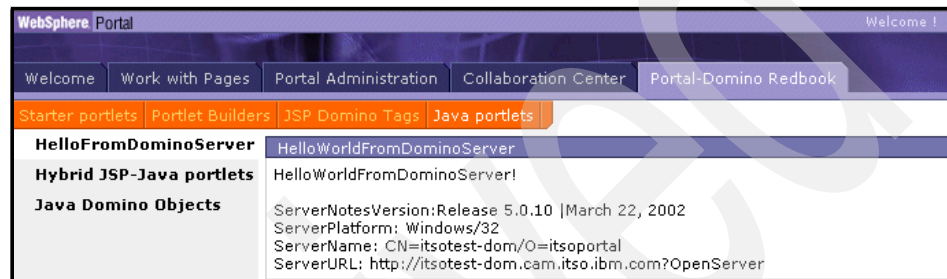 WebSphere. Portal Welcome !
Welcome Work with Pages Portal Administration Collaboration Center Portal-Domino Redbook
Starter portlets Portlet Builders JSP Domino Tags Java portlets
HelloFromDominoServer
Hybrid JSP-Java portlets
Java Domino Objects
HelloWorldFromDominoServer
HelloWorldFromDominoServer!
ServerNotesVersion:Release 5.0.10 |March 22, 2002
ServerPlatform: Windows/32
ServerName: CN=itsotest-dom/O=itsoportal
ServerURL: http://itsotest-dom.cam.itso.ibm.com?OpenServer